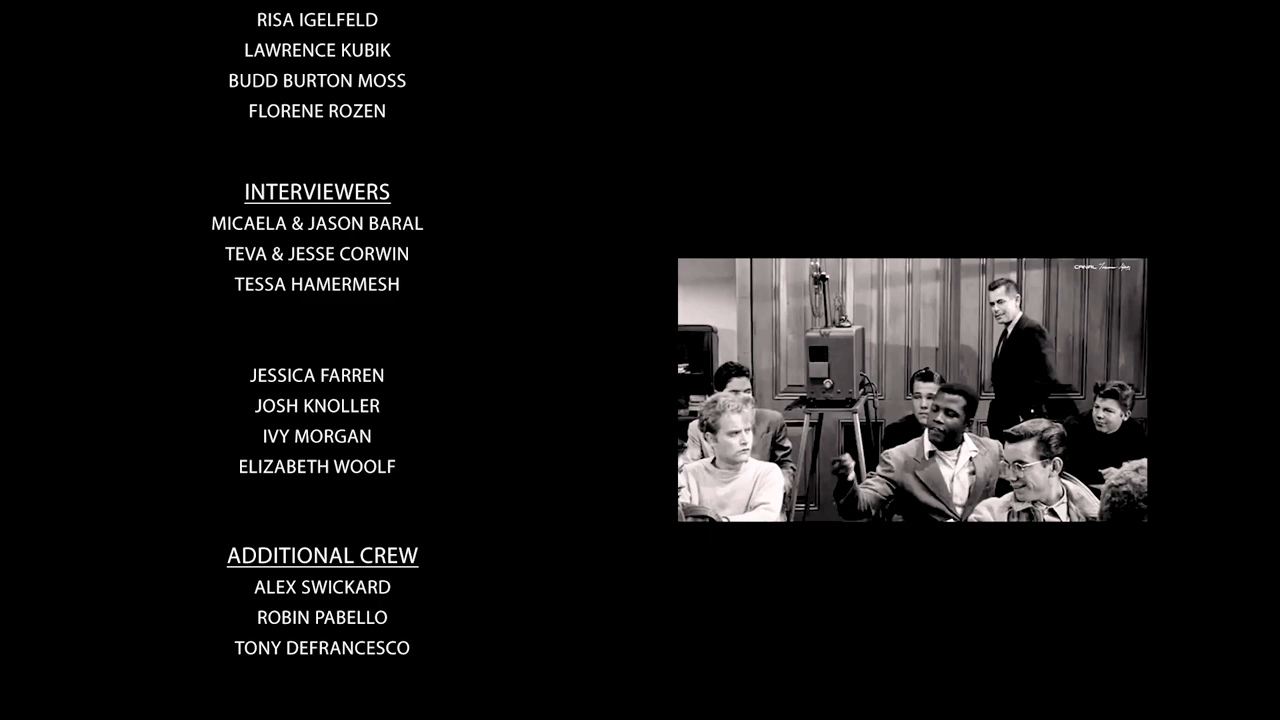 RISA IGELFELD
LAWRENCE KUBIK
BUDD BURTON MOSS
FLORENE ROZEN
INTERVIEWERS
MICAELA & JASON BARAL
TEVA & JESSE CORWIN
TESSA HAMERMESH
JESSICA FARREN
JOSH KNOLLER
IVY MORGAN
ELIZABETH WOOLF
ADDITIONAL CREW
ALEX SWICKARD
ROBIN PABELLO
TONY DEFRANCESCO